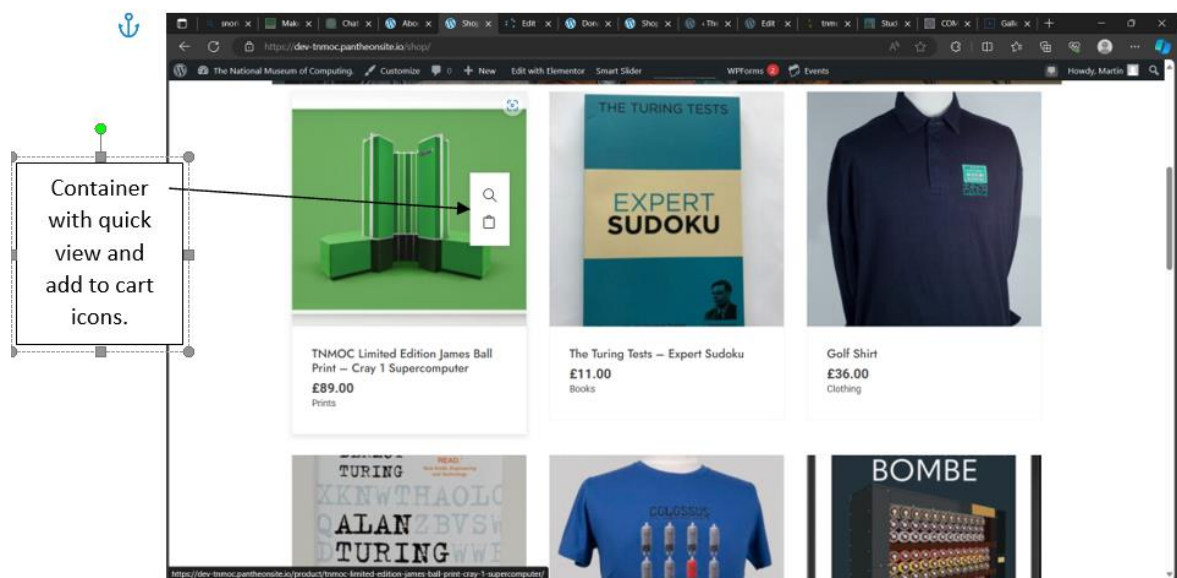 https://dev-tnmoc.pantheonsite.io/shop/
The National Museum of Computing. Customize 0 + New Edit with Elementor Smart Slider WPForms 2 Events Howdy, Martin
Container
with quick
view and
add to cart
icons.
THE TURING TESTS
EXPERT
SUDOKU
TNMOC Limited Edition James Ball
Print – Cray 1 Supercomputer
£89.00
Prints
The Turing Tests – Expert Sudoku
£11.00
Books
Golf Shirt
£36.00
Clothing
READ
TURING
ALAN
TURING
COLOSSUS
BOMBE
https://dev-tnmoc.pantheonsite.io/product/tnmoc-limited-edition-james-ball-print-cray-1-supercomputer/